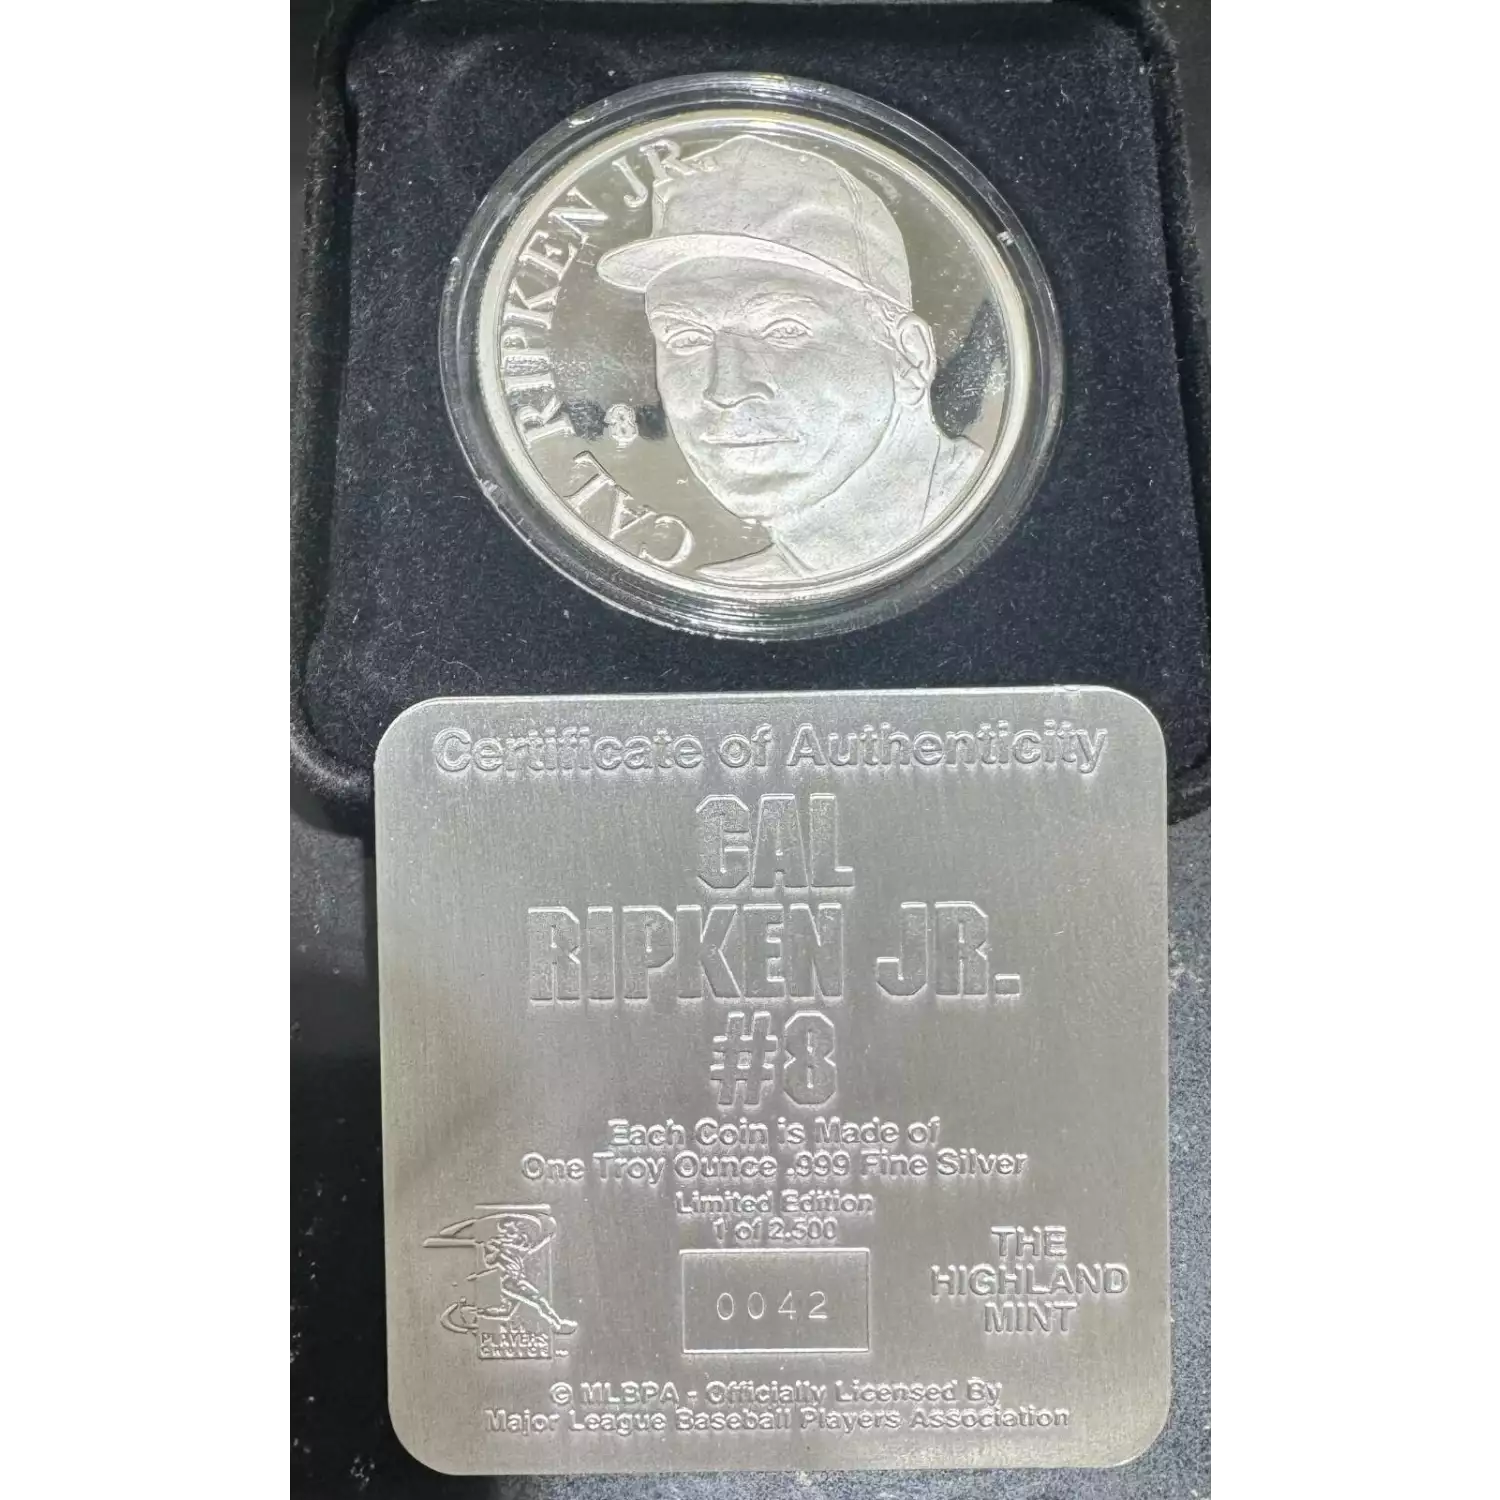 CAL RIPKEN JR.
8
Certificate of Authenticity
CAL
RIPKEN JR.
#8
Each Coin is Made of
One Troy Ounce .999 Fine Silver
Limited Edition
1 of 2,500
0042
PLAYERS
CHOICE™
THE
HIGHLAND
MINT
© MLBPA - Officially Licensed By
Major League Baseball Players Association